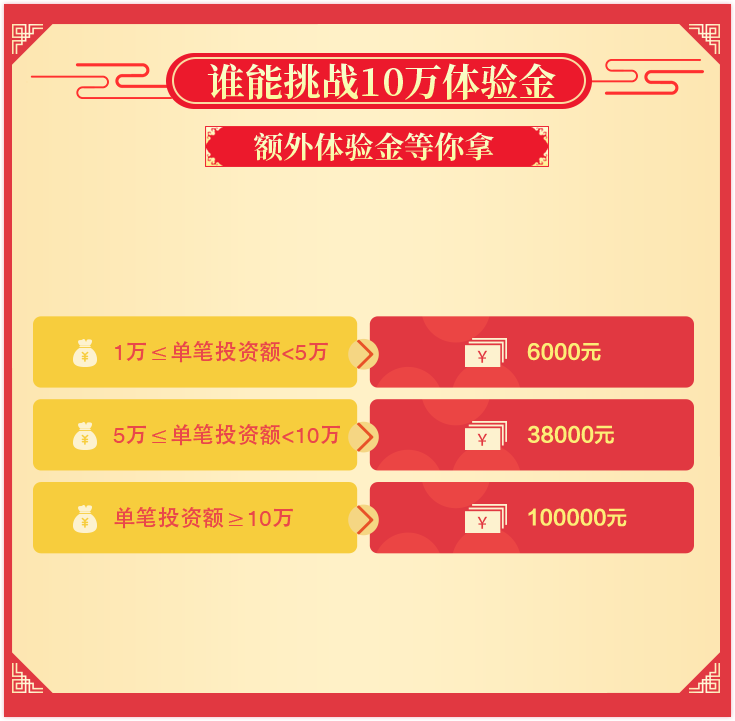 谁能挑战10万体验金
额外体验金等你拿
¥ 1万≤单笔投资额<5万 ¥ 6000元
¥ 5万≤单笔投资额<10万 ¥ 38000元
¥ 单笔投资额≥10万 ¥ 100000元